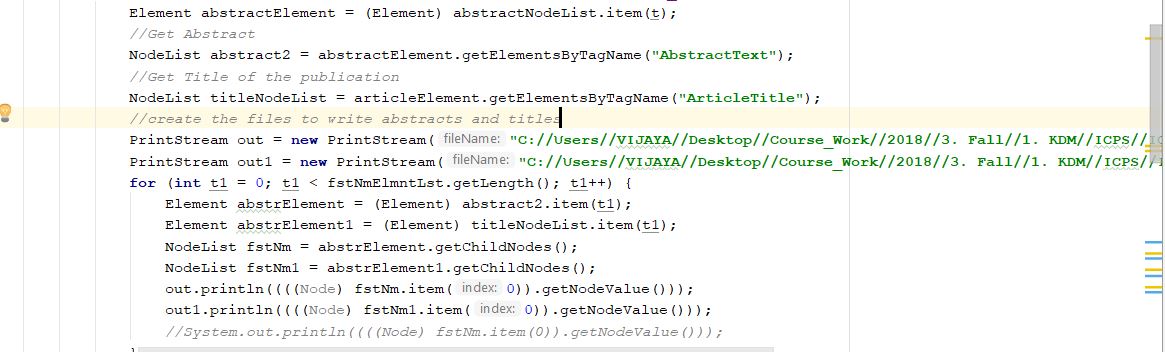 Element abstractElement = (Element) abstractNodeList.item(t);
//Get Abstract
NodeList abstract2 = abstractElement.getElementsByTagName("AbstractText");
//Get Title of the publication
NodeList titleNodeList = articleElement.getElementsByTagName("ArticleTitle");
//create the files to write abstracts and titles
PrintStream out = new PrintStream( fileName: "C://Users//VIJAYA//Desktop//Course_Work//2018//3. Fall//1. KDM//ICPS//
PrintStream out1 = new PrintStream( fileName: "C://Users//VIJAYA//Desktop//Course_Work//2018//3. Fall//1. KDM//ICPS//
for (int t1 = 0; t1 < fstNmElmntLst.getLength(); t1++) {
Element abstrElement = (Element) abstract2.item(t1);
Element abstrElement1 = (Element) titleNodeList.item(t1);
NodeList fstNm = abstrElement.getChildNodes();
NodeList fstNm1 = abstrElement1.getChildNodes();
out.println((((Node) fstNm.item( index: 0)).getNodeValue()));
out1.println((((Node) fstNm1.item( index: 0)).getNodeValue()));
//System.out.println((((Node) fstNm.item(0)).getNodeValue()));